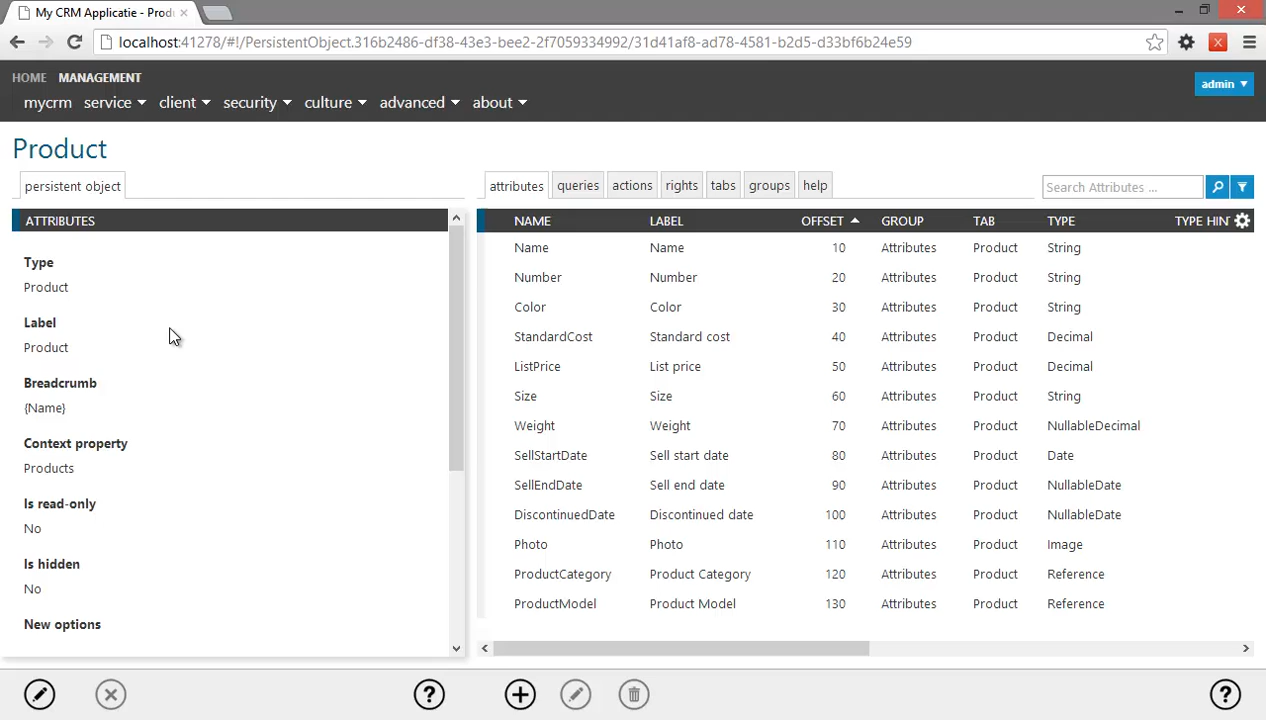 My CRM Applicatie - Prod
localhost:41278/#!/PersistentObject.316b2486-df38-43e3-bee2-2f7059334992/31d41af8-ad78-4581-b2d5-d33bf6b24e59
HOME MANAGEMENT
admin
mycrm service client security culture advanced about
Product
persistent object
attributes queries actions rights tabs groups help
Search Attributes ...
ATTRIBUTES
Type
Product
Label
Product
Breadcrumb
{Name}
Context property
Products
Is read-only
No
Is hidden
No
New options
NAME LABEL OFFSET GROUP TAB TYPE TYPE HIN
Name Name 10 Attributes Product String
Number Number 20 Attributes Product String
Color Color 30 Attributes Product String
StandardCost Standard cost 40 Attributes Product Decimal
ListPrice List price 50 Attributes Product Decimal
Size Size 60 Attributes Product String
Weight Weight 70 Attributes Product NullableDecimal
SellStartDate Sell start date 80 Attributes Product Date
SellEndDate Sell end date 90 Attributes Product NullableDate
DiscontinuedDate Discontinued date 100 Attributes Product NullableDate
Photo Photo 110 Attributes Product Image
ProductCategory Product Category 120 Attributes Product Reference
ProductModel Product Model 130 Attributes Product Reference